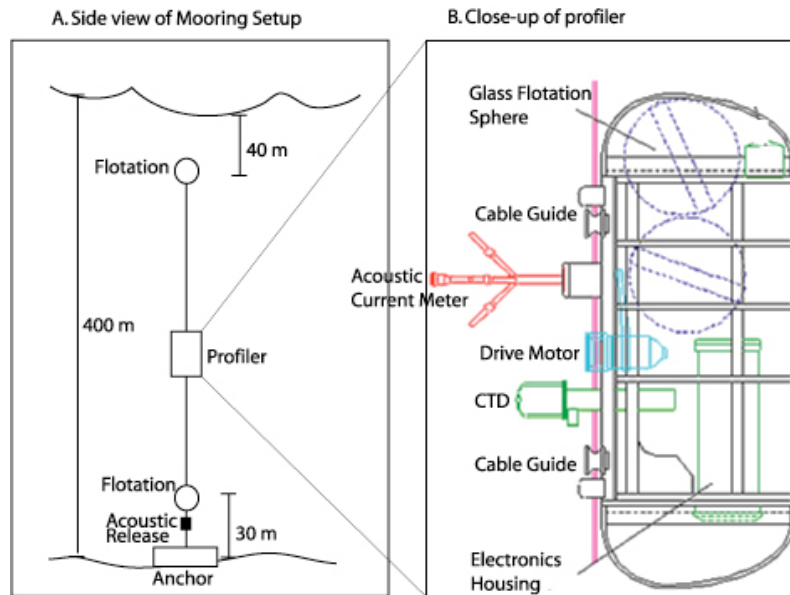 A. Side view of Mooring Setup
40 m
Flotation
400 m
Profiler
Flotation
Acoustic
Release
30 m
Anchor
B. Close-up of profiler
Glass Flotation
Sphere
Cable Guide
Acoustic
Current Meter
Drive Motor
CTD
Cable Guide
Electronics
Housing